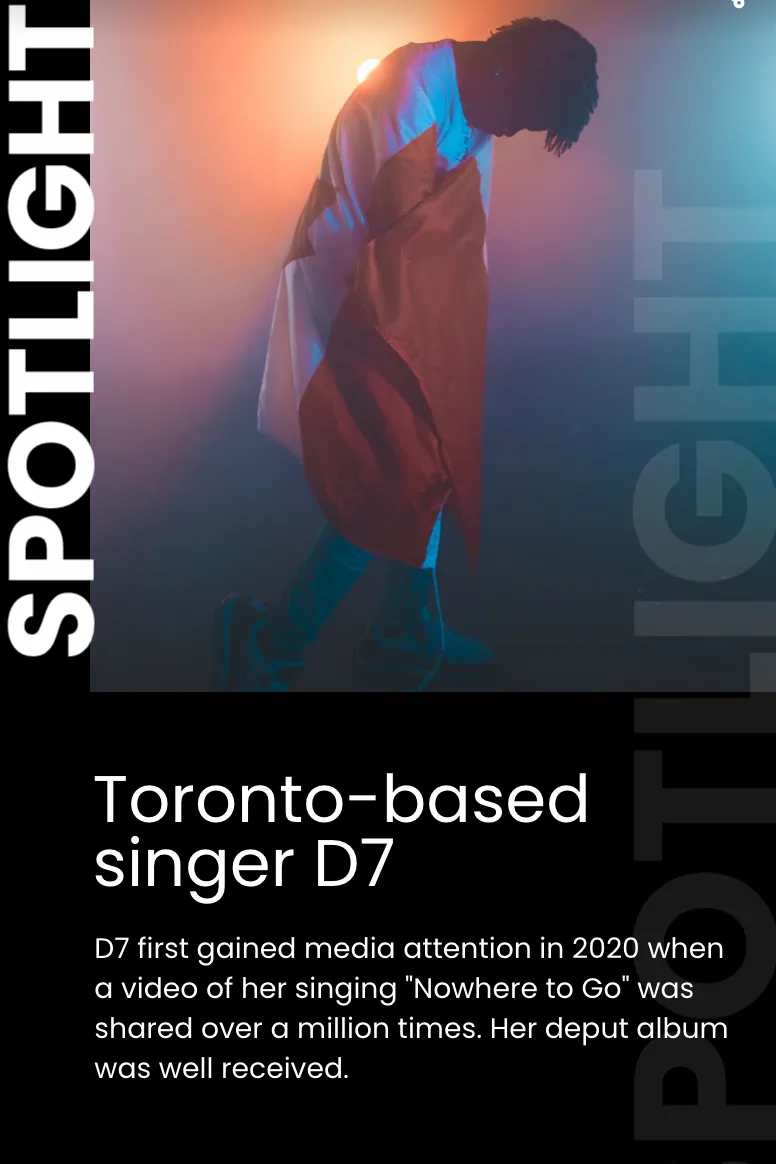 SPOTLIGHT
SPOTLIGHT
Toronto-based
singer D7
D7 first gained media attention in 2020 when
a video of her singing "Nowhere to Go" was
shared over a million times. Her deput album
was well received.